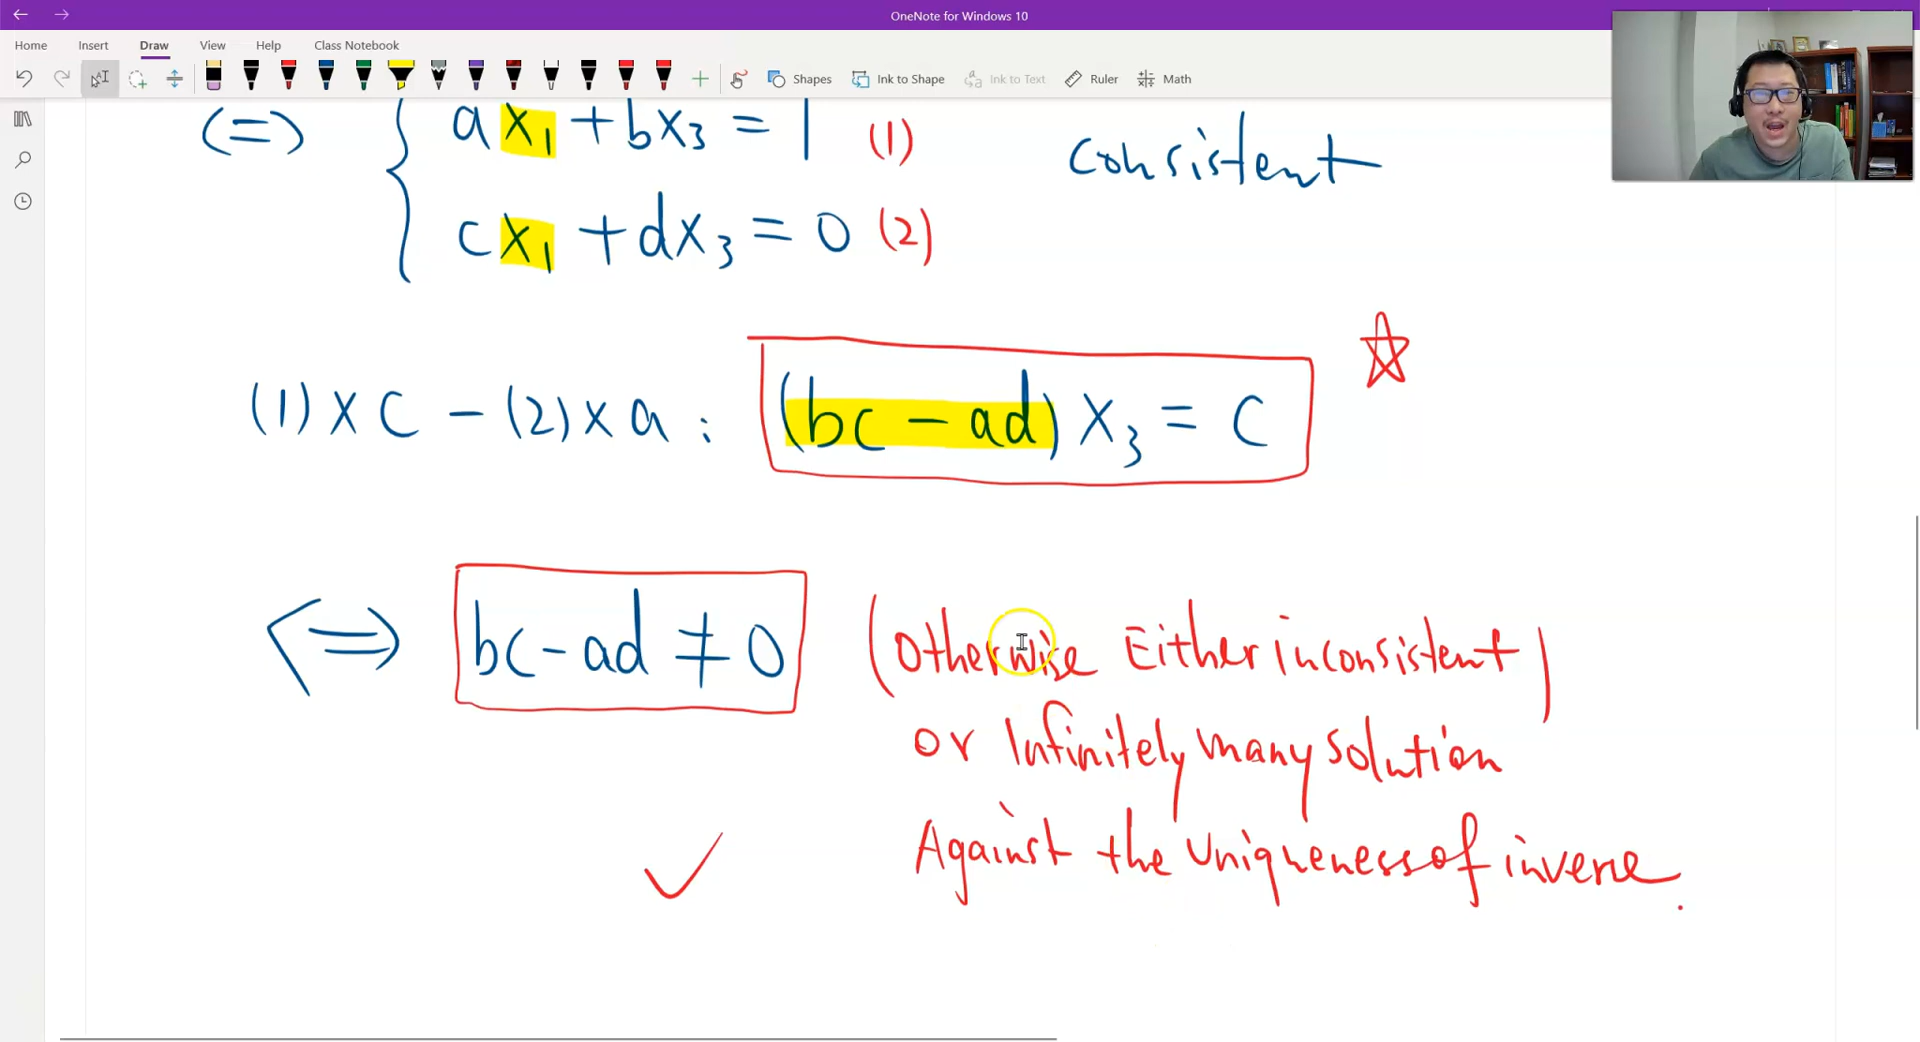 OneNote for Windows 10
Home Insert Draw View Help Class Notebook
Shapes Ink to Shape Ink to Text Ruler Math
(=) { ax₁ + bx₃ = 1 (1)
consistent
cx₁ + dx₃ = 0 (2)
(1) x c - (2) x a : (bc - ad) x₃ = c
<=> bc - ad ≠ 0 (Otherwise Either inconsistent)
or Infinitely many solution
Against the Uniqueness of inverse.